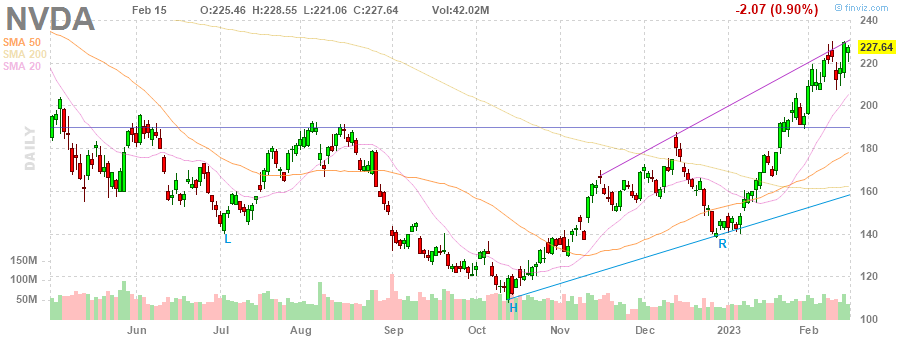 NVDA Feb 15 O:225.46 H:228.55 L:221.06 C:227.64 Vol:42.02M -2.07 (0.90%) © finviz.com
SMA 50
SMA 200
SMA 20
DAILY
240
227.64
220
200
180
160
140
120
100
150M
100M
50M
L
H
R
Jun Jul Aug Sep Oct Nov Dec 2023 Feb